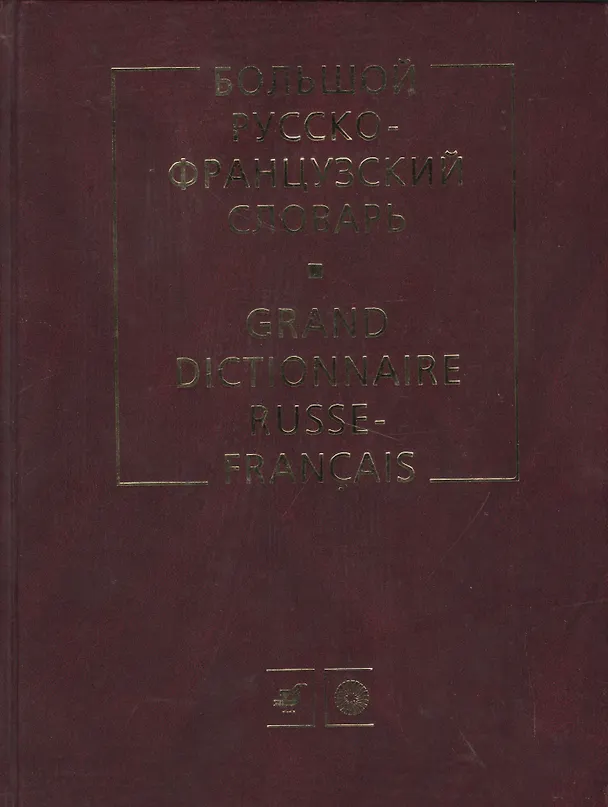 БОЛЬШОЙ
РУССКО-
ФРАНЦУЗСКИЙ
СЛОВАРЬ
GRAND
DICTIONNAIRE
RUSSE-
FRANÇAIS